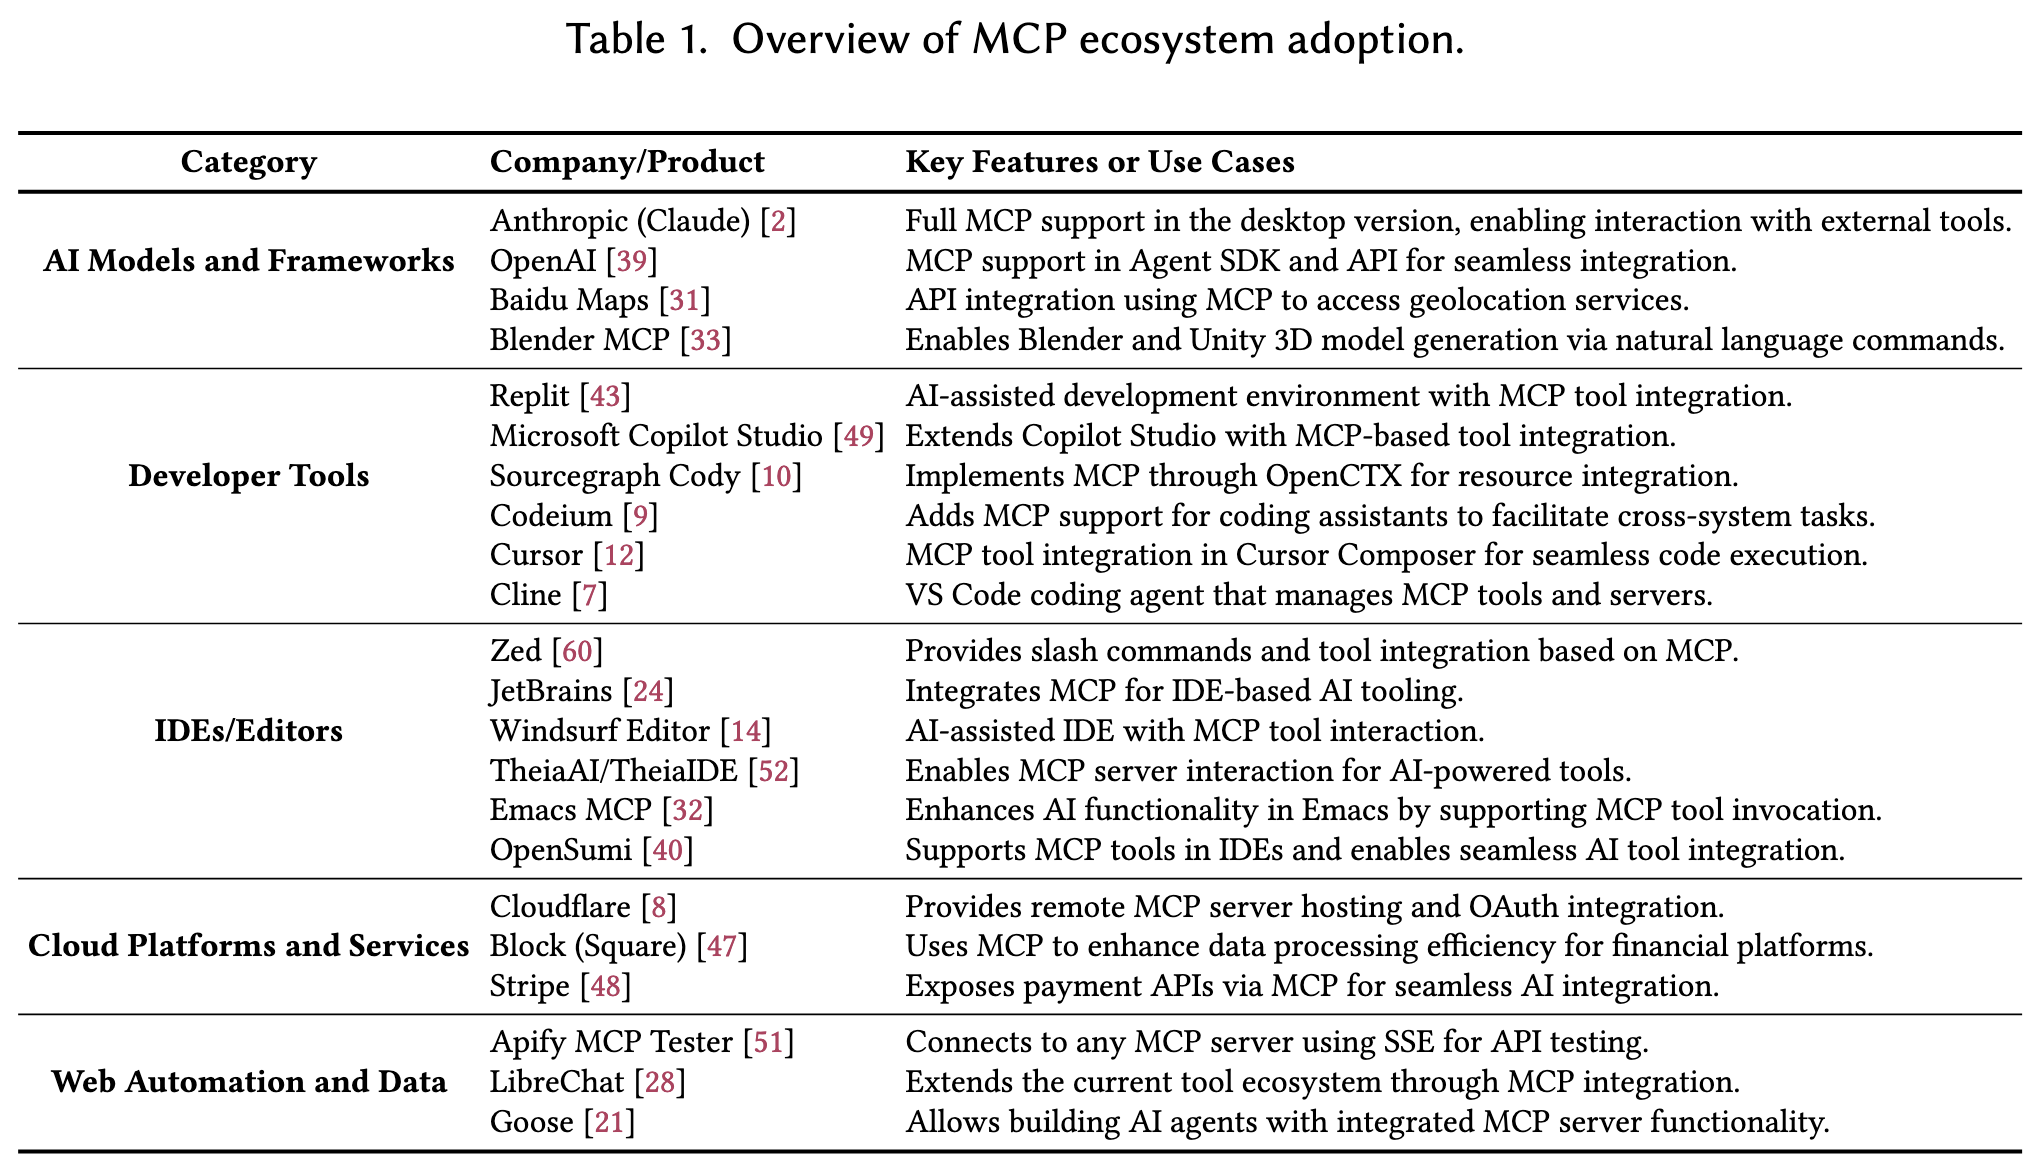 Table 1. Overview of MCP ecosystem adoption.
Category Company/Product Key Features or Use Cases
Anthropic (Claude) [2] Full MCP support in the desktop version, enabling interaction with external tools.
AI Models and Frameworks OpenAI [39] MCP support in Agent SDK and API for seamless integration.
Baidu Maps [31] API integration using MCP to access geolocation services.
Blender MCP [33] Enables Blender and Unity 3D model generation via natural language commands.
Replit [43] AI-assisted development environment with MCP tool integration.
Microsoft Copilot Studio [49] Extends Copilot Studio with MCP-based tool integration.
Developer Tools Sourcegraph Cody [10] Implements MCP through OpenCTX for resource integration.
Codeium [9] Adds MCP support for coding assistants to facilitate cross-system tasks.
Cursor [12] MCP tool integration in Cursor Composer for seamless code execution.
Cline [7] VS Code coding agent that manages MCP tools and servers.
Zed [60] Provides slash commands and tool integration based on MCP.
JetBrains [24] Integrates MCP for IDE-based AI tooling.
IDEs/Editors Windsurf Editor [14] AI-assisted IDE with MCP tool interaction.
TheiaAI/TheiaIDE [52] Enables MCP server interaction for AI-powered tools.
Emacs MCP [32] Enhances AI functionality in Emacs by supporting MCP tool invocation.
OpenSumi [40] Supports MCP tools in IDEs and enables seamless AI tool integration.
Cloudflare [8] Provides remote MCP server hosting and OAuth integration.
Cloud Platforms and Services Block (Square) [47] Uses MCP to enhance data processing efficiency for financial platforms.
Stripe [48] Exposes payment APIs via MCP for seamless AI integration.
Apify MCP Tester [51] Connects to any MCP server using SSE for API testing.
Web Automation and Data LibreChat [28] Extends the current tool ecosystem through MCP integration.
Goose [21] Allows building AI agents with integrated MCP server functionality.